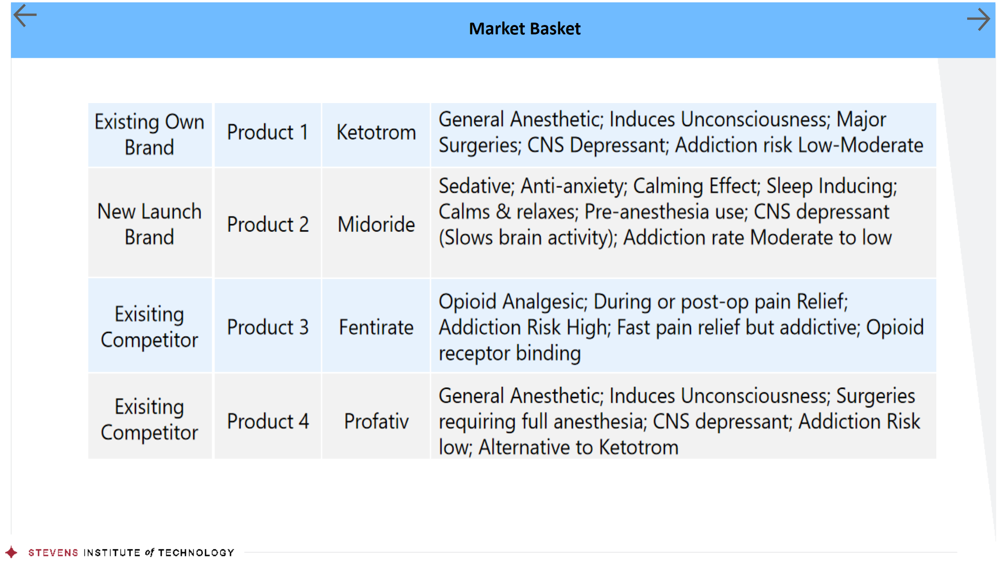 Market Basket
Existing Own
Brand
Product 1
Ketotrom
General Anesthetic; Induces Unconsciousness; Major
Surgeries; CNS Depressant; Addiction risk Low-Moderate
New Launch
Brand
Product 2
Midoride
Sedative; Anti-anxiety; Calming Effect; Sleep Inducing;
Calms & relaxes; Pre-anesthesia use; CNS depressant
(Slows brain activity); Addiction rate Moderate to low
Exisiting
Competitor
Product 3
Fentirate
Opioid Analgesic; During or post-op pain Relief;
Addiction Risk High; Fast pain relief but addictive; Opioid
receptor binding
Exisiting
Competitor
Product 4
Profativ
General Anesthetic; Induces Unconsciousness; Surgeries
requiring full anesthesia; CNS depressant; Addiction Risk
low; Alternative to Ketotrom
STEVENS INSTITUTE of TECHNOLOGY